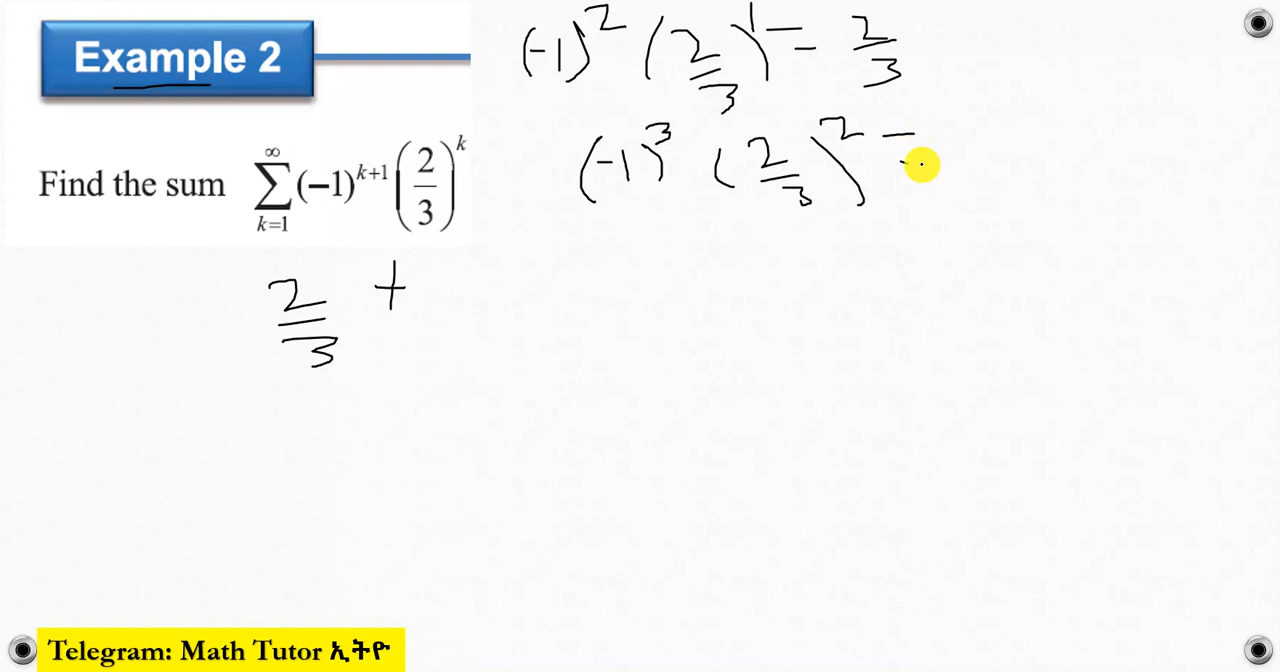 Example 2
Find the sum ∑_{k=1}^{∞} (−1)^{k+1} (2/3)^k
(-1)^2 (2/3)^1 = 2/3
(-1)^3 (2/3)^2 =
2/3 +
Telegram: Math Tutor ኢትዮ